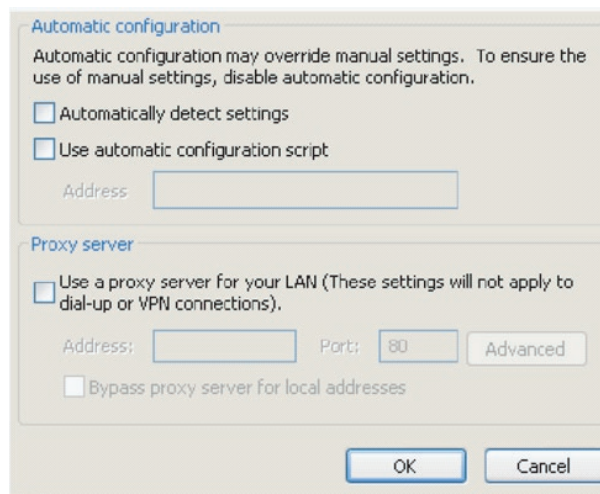 Automatic configuration
Automatic configuration may override manual settings. To ensure the
use of manual settings, disable automatic configuration.
Automatically detect settings
Use automatic configuration script
Address
Proxy server
Use a proxy server for your LAN (These settings will not apply to
dial-up or VPN connections).
Address: Port: 80 Advanced
Bypass proxy server for local addresses
OK Cancel